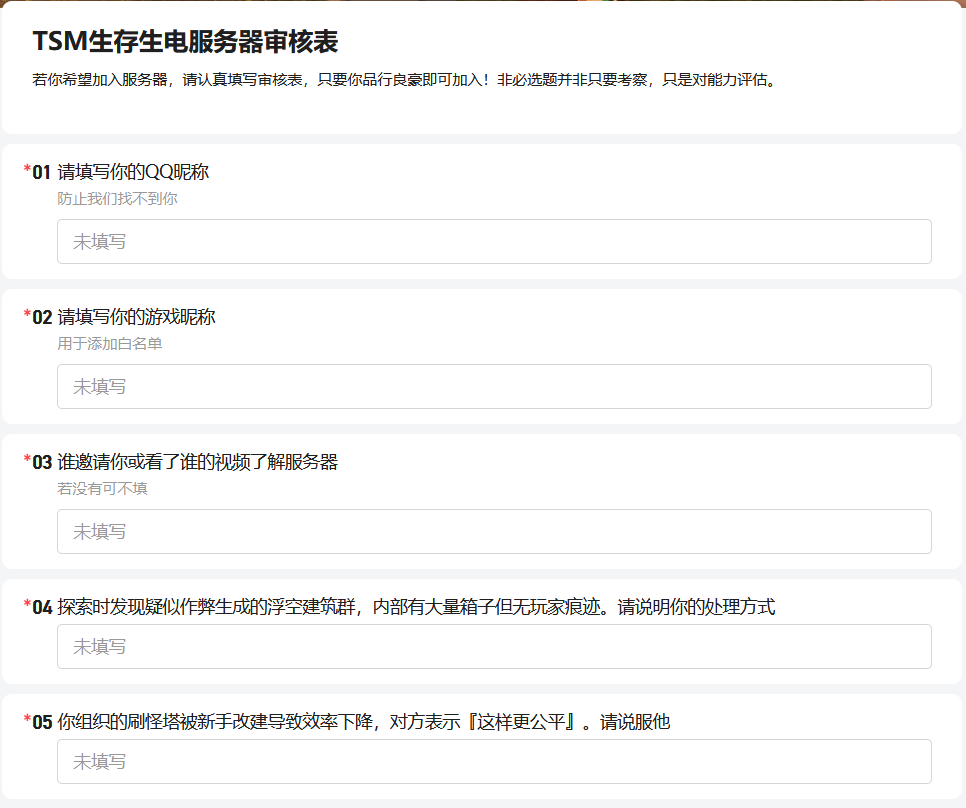 TSM生存生电服务器审核表
若你希望加入服务器，请认真填写审核表，只要你品行良豪即可加入！非必选题并非只要考察，只是对能力评估。
*01 请填写你的QQ昵称
防止我们找不到你
未填写
*02 请填写你的游戏昵称
用于添加白名单
未填写
*03 谁邀请你或看了谁的视频了解服务器
若没有可不填
未填写
*04 探索时发现疑似作弊生成的浮空建筑群，内部有大量箱子但无玩家痕迹。请说明你的处理方式
未填写
*05 你组织的刷怪塔被新手改建导致效率下降，对方表示『这样更公平』。请说服他
未填写